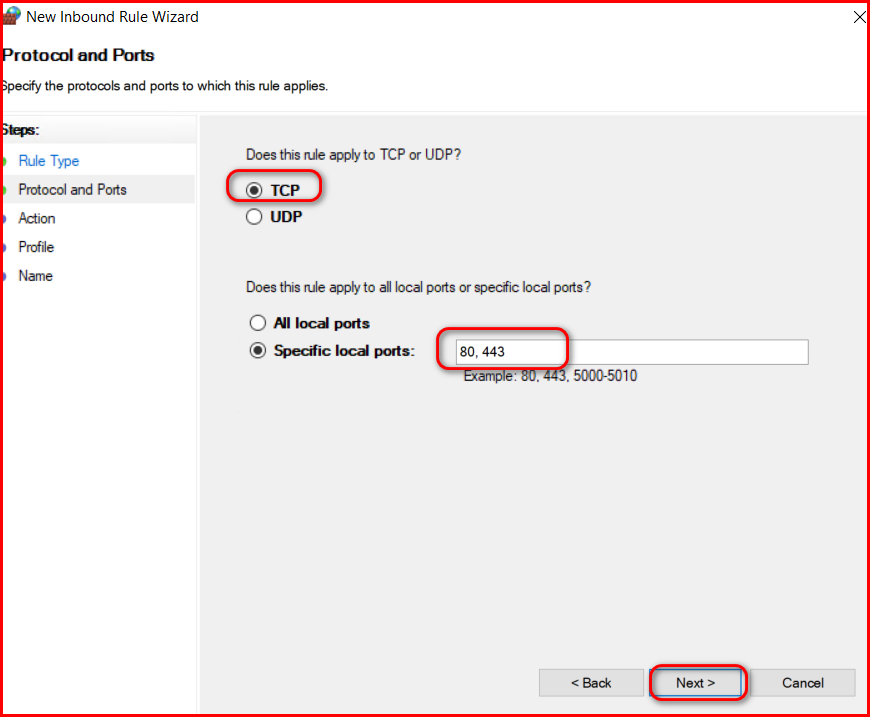 New Inbound Rule Wizard
Protocol and Ports
Specify the protocols and ports to which this rule applies.
Steps:
Rule Type
Protocol and Ports
Action
Profile
Name
Does this rule apply to TCP or UDP?
TCP
UDP
Does this rule apply to all local ports or specific local ports?
All local ports
Specific local ports:
80, 443
Example: 80, 443, 5000-5010
< Back
Next >
Cancel